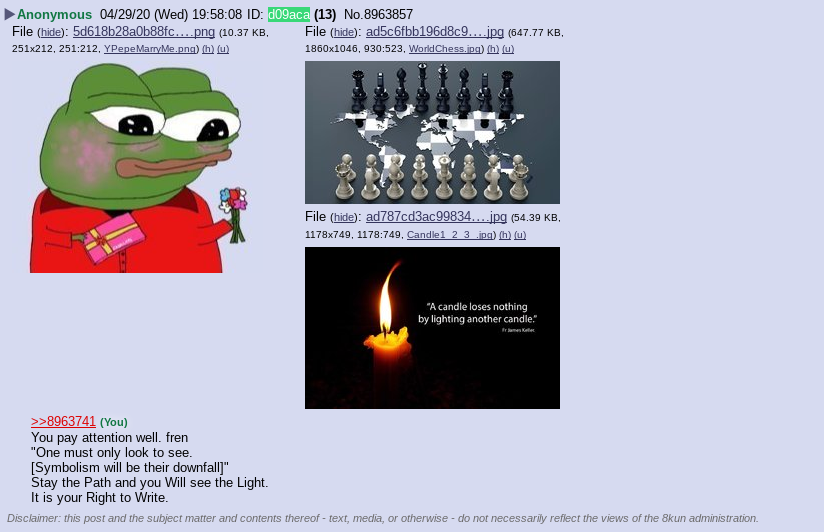 ▶Anonymous 04/29/20 (Wed) 19:58:08 ID: d09aca (13) No.8963857
File (hide): 5d618b28a0b88fc….png (10.37 KB, 251x212, 251:212, YPepeMarryMe.png) (h) (u)
File (hide): ad5c6fbb196d8c9….jpg (647.77 KB, 1860x1046, 930:523, WorldChess.jpg) (h) (u)
File (hide): ad787cd3ac99834….jpg (54.39 KB, 1178x749, 1178:749, Candle1_2_3_.jpg) (h) (u)
“A candle loses nothing
by lighting another candle.”
Fr James Keller.
>>8963741 (You)
You pay attention well. fren
"One must only look to see.
[Symbolism will be their downfall]"
Stay the Path and you Will see the Light.
It is your Right to Write.
Disclaimer: this post and the subject matter and contents thereof - text, media, or otherwise - do not necessarily reflect the views of the 8kun administration.